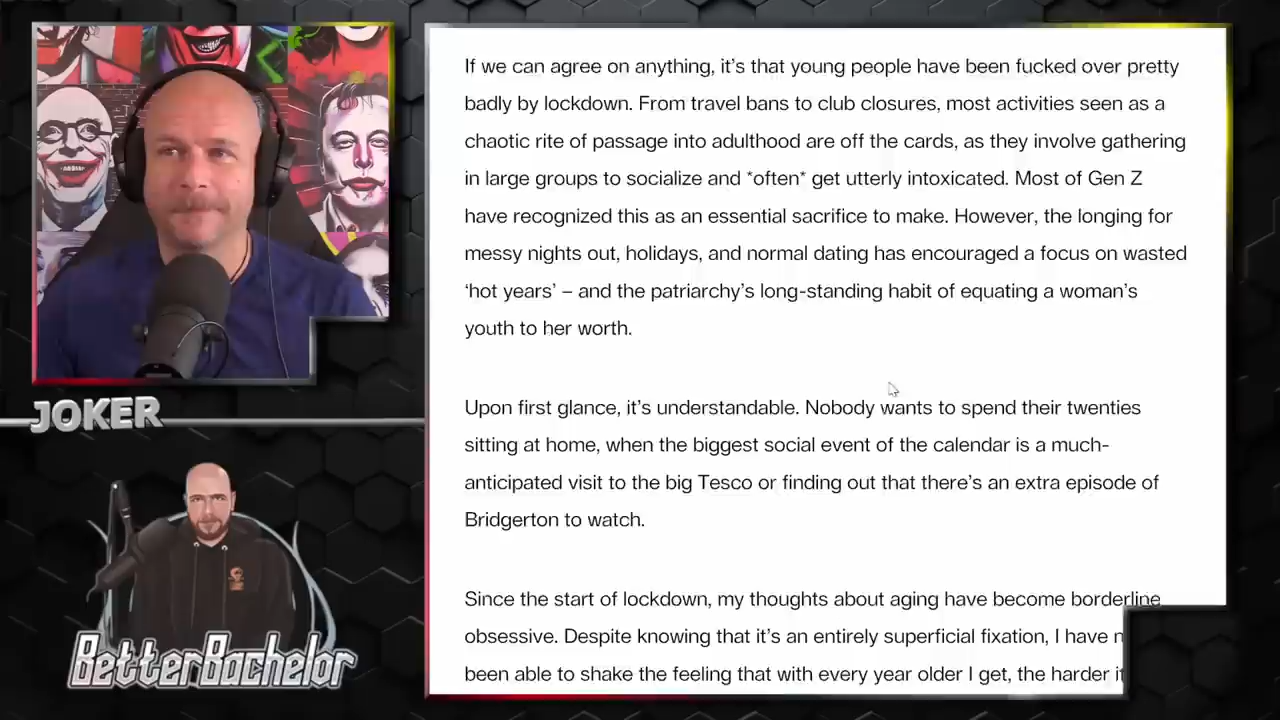 If we can agree on anything, it's that young people have been fucked over pretty
badly by lockdown. From travel bans to club closures, most activities seen as a
chaotic rite of passage into adulthood are off the cards, as they involve gathering
in large groups to socialize and *often* get utterly intoxicated. Most of Gen Z
have recognized this as an essential sacrifice to make. However, the longing for
messy nights out, holidays, and normal dating has encouraged a focus on wasted
‘hot years’ – and the patriarchy's long-standing habit of equating a woman's
youth to her worth.
Upon first glance, it's understandable. Nobody wants to spend their twenties
sitting at home, when the biggest social event of the calendar is a much-
anticipated visit to the big Tesco or finding out that there's an extra episode of
Bridgerton to watch.
Since the start of lockdown, my thoughts about aging have become borderline
obsessive. Despite knowing that it's an entirely superficial fixation, I have
been able to shake the feeling that with every year older I get, the harder it
JOKER
BetterBachelor